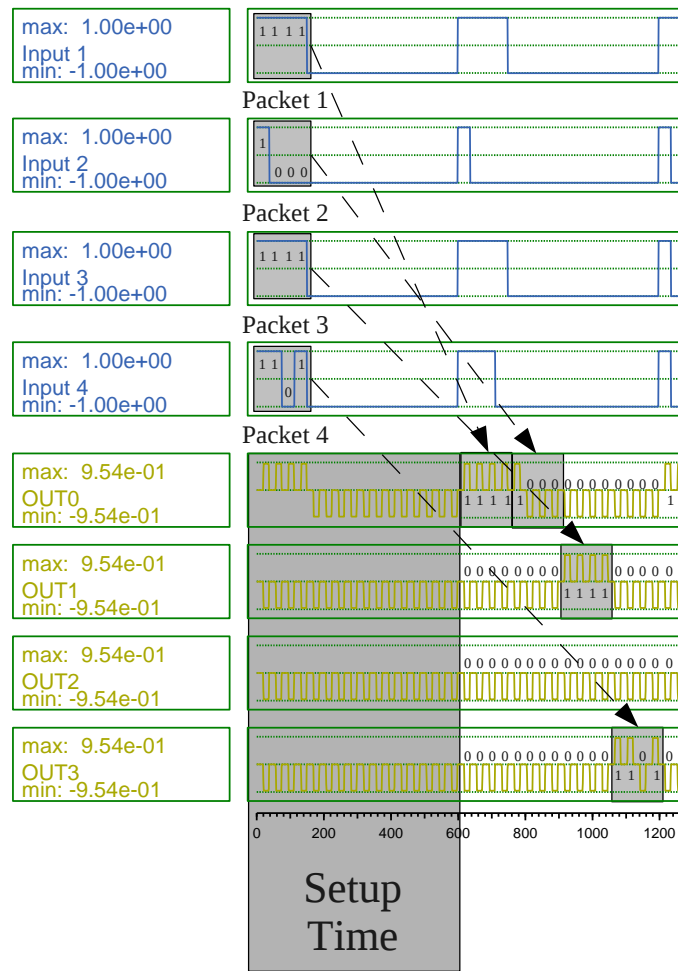 max: 1.00e+00
Input 1
min: -1.00e+00
1 1 1 1
Packet 1
max: 1.00e+00
Input 2
min: -1.00e+00
1
0 0 0
Packet 2
max: 1.00e+00
Input 3
min: -1.00e+00
1 1 1 1
Packet 3
max: 1.00e+00
Input 4
min: -1.00e+00
1 1 1
0
Packet 4
max: 9.54e-01
OUT0
min: -9.54e-01
0 0 0 0 0 0 0 0 0 0 0
1 1 1 1 1 1
max: 9.54e-01
OUT1
min: -9.54e-01
0 0 0 0 0 0 0 0 0 0 0 0 0
1 1 1 1
max: 9.54e-01
OUT2
min: -9.54e-01
0 0 0 0 0 0 0 0 0 0 0 0 0 0 0 0 0
max: 9.54e-01
OUT3
min: -9.54e-01
0 0 0 0 0 0 0 0 0 0 0 0 0 0
1 1 1
0 200 400 600 800 1000 1200
Setup
Time